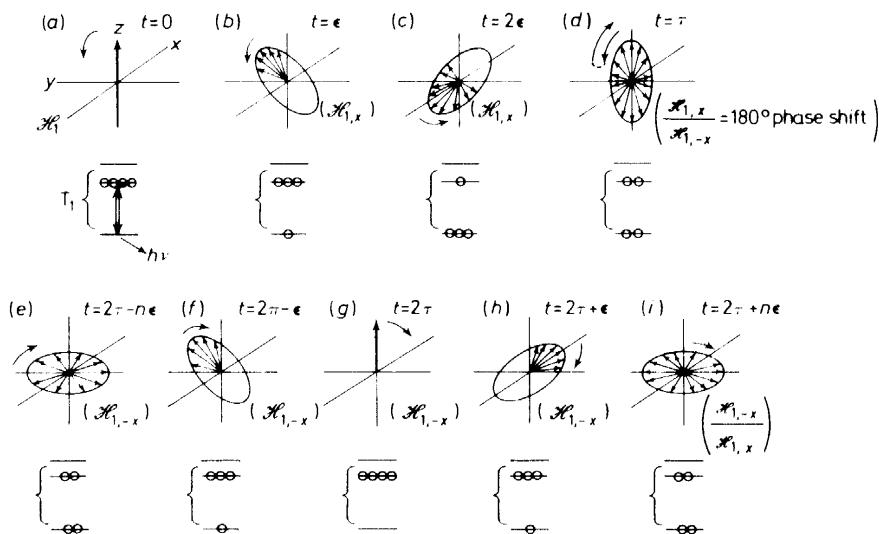 (a) t=0
z
x
y
ℋ₁
T₁
hν
(b) t=ϵ
(ℋ₁,ₓ)
(c) t=2ϵ
(ℋ₁,ₓ)
(d) t=τ
(ℋ₁,ₓ / ℋ₁,₋ₓ = 180° phase shift)
(e) t=2τ-nϵ
(ℋ₁,₋ₓ)
(f) t=2π-ϵ
(ℋ₁,₋ₓ)
(g) t=2τ
(ℋ₁,₋ₓ)
(h) t=2τ+ϵ
(ℋ₁,₋ₓ)
(i) t=2τ+nϵ
(ℋ₁,₋ₓ / ℋ₁,ₓ)